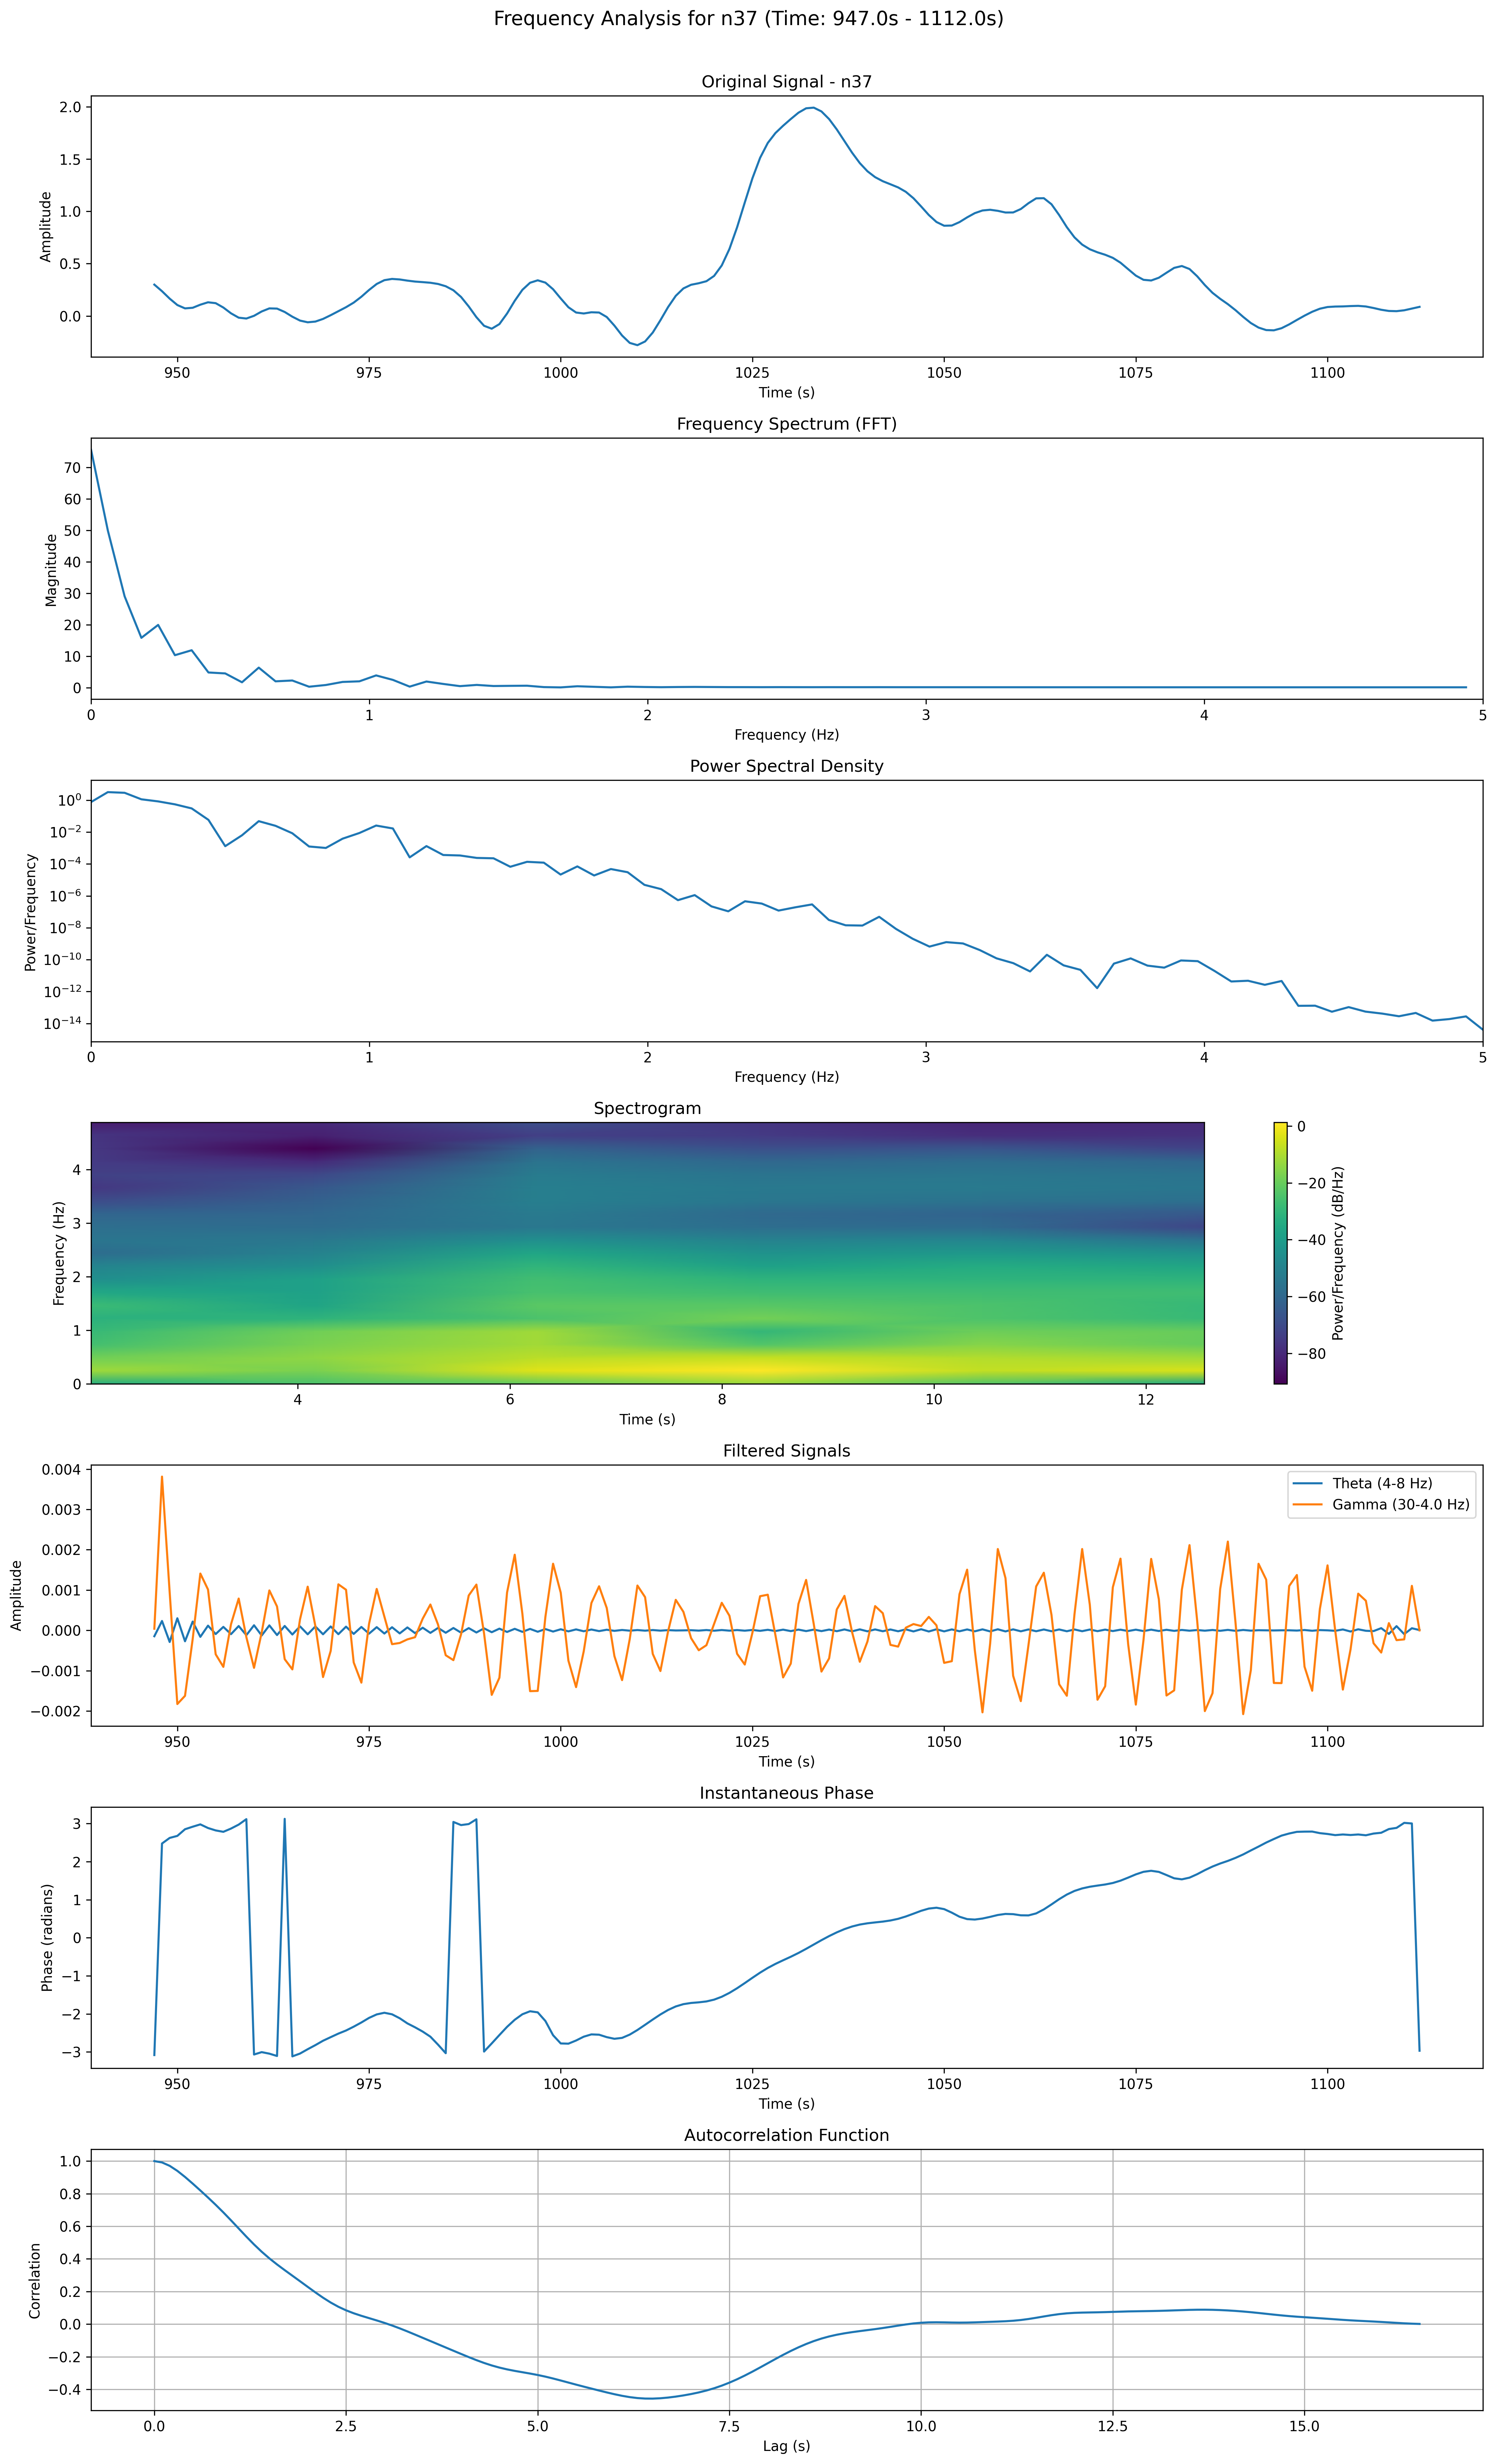 Frequency Analysis for n37 (Time: 947.0s - 1112.0s)
Original Signal - n37
Amplitude
2.0
1.5
1.0
0.5
0.0
950 975 1000 1025 1050 1075 1100
Time (s)
Frequency Spectrum (FFT)
Magnitude
70
60
50
40
30
20
10
0
0 1 2 3 4 5
Frequency (Hz)
Power Spectral Density
Power/Frequency
10⁰
10⁻²
10⁻⁴
10⁻⁶
10⁻⁸
10⁻¹⁰
10⁻¹²
10⁻¹⁴
0 1 2 3 4 5
Frequency (Hz)
Spectrogram
Frequency (Hz)
4
3
2
1
0
4 6 8 10 12
Time (s)
0
−20
−40
−60
−80
Power/Frequency (dB/Hz)
Filtered Signals
Amplitude
0.004
0.003
0.002
0.001
0.000
−0.001
−0.002
Theta (4-8 Hz)
Gamma (30-4.0 Hz)
950 975 1000 1025 1050 1075 1100
Time (s)
Instantaneous Phase
Phase (radians)
3
2
1
0
−1
−2
−3
950 975 1000 1025 1050 1075 1100
Time (s)
Autocorrelation Function
Correlation
1.0
0.8
0.6
0.4
0.2
0.0
−0.2
−0.4
0.0 2.5 5.0 7.5 10.0 12.5 15.0
Lag (s)